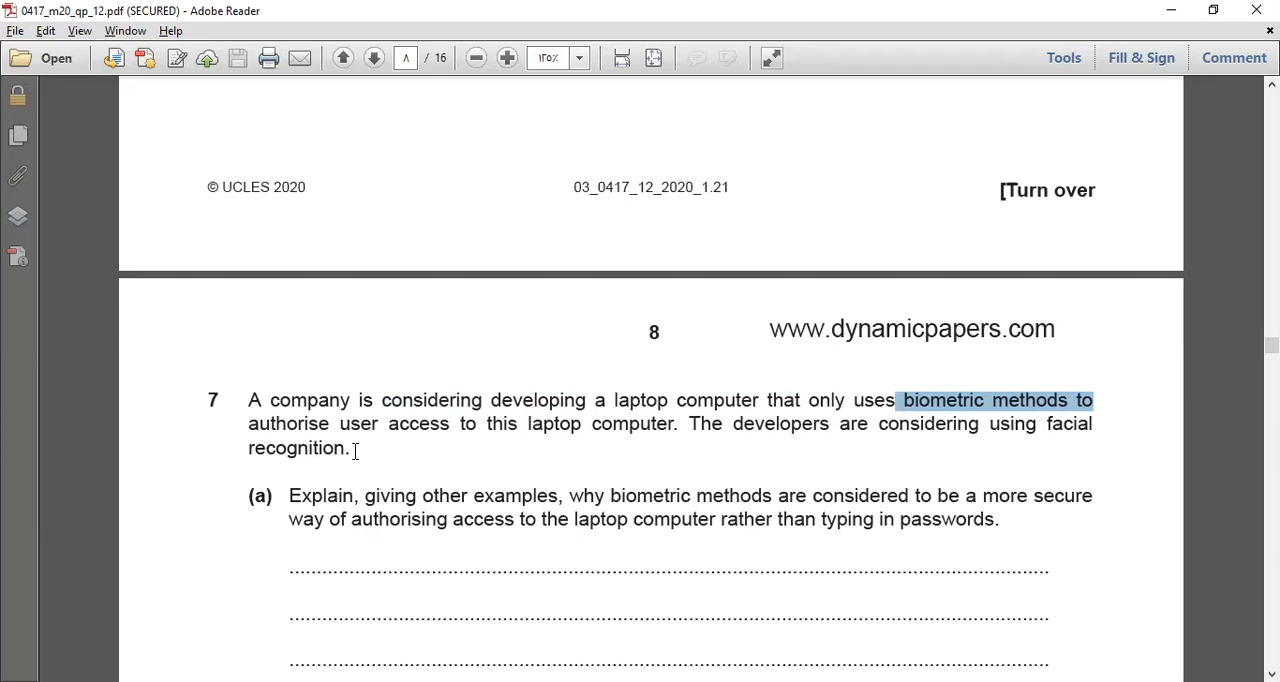 0417_m20_qp_12.pdf (SECURED) - Adobe Reader
File Edit View Window Help
Open ٨ / 16 ١٢٥٪ Tools Fill & Sign Comment
© UCLES 2020 03_0417_12_2020_1.21 [Turn over
8 www.dynamicpapers.com
7 A company is considering developing a laptop computer that only uses biometric methods to
authorise user access to this laptop computer. The developers are considering using facial
recognition.
(a) Explain, giving other examples, why biometric methods are considered to be a more secure
way of authorising access to the laptop computer rather than typing in passwords.